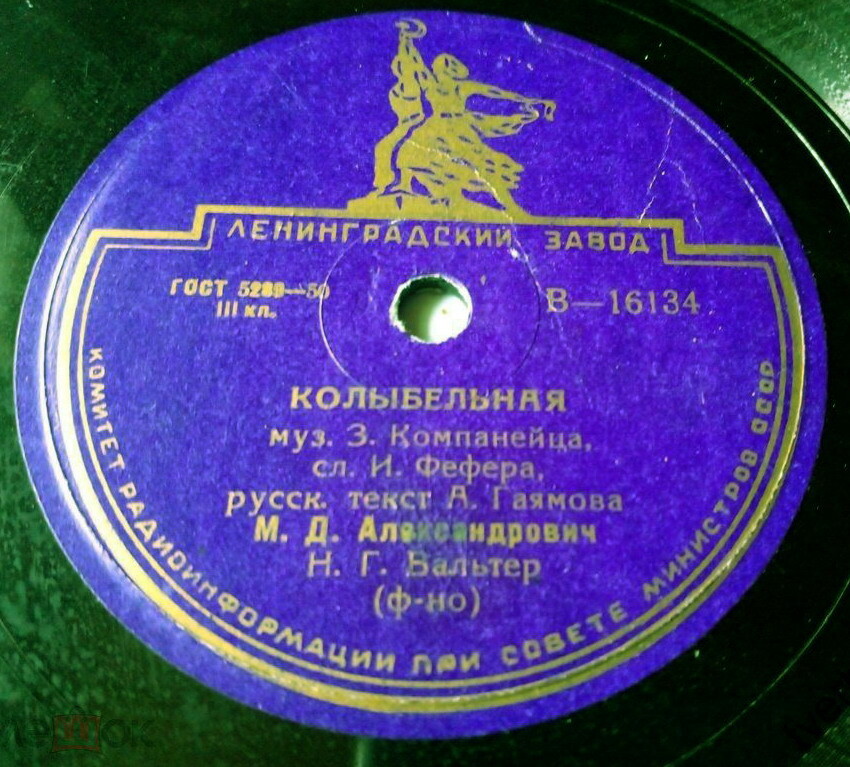 ЛЕНИНГРАДСКИЙ ЗАВОД
ГОСТ 5289—50
III кл.
В—16134
КОЛЫБЕЛЬНАЯ
муз. З. Компанейца,
сл. И. Фефера,
русск. текст А. Гаямова
М. Д. Александрович
Н. Г. Вальтер
(ф-но)
КОМИТЕТ РАДИОИНФОРМАЦИИ ПРИ СОВЕТЕ МИНИСТРОВ СССР